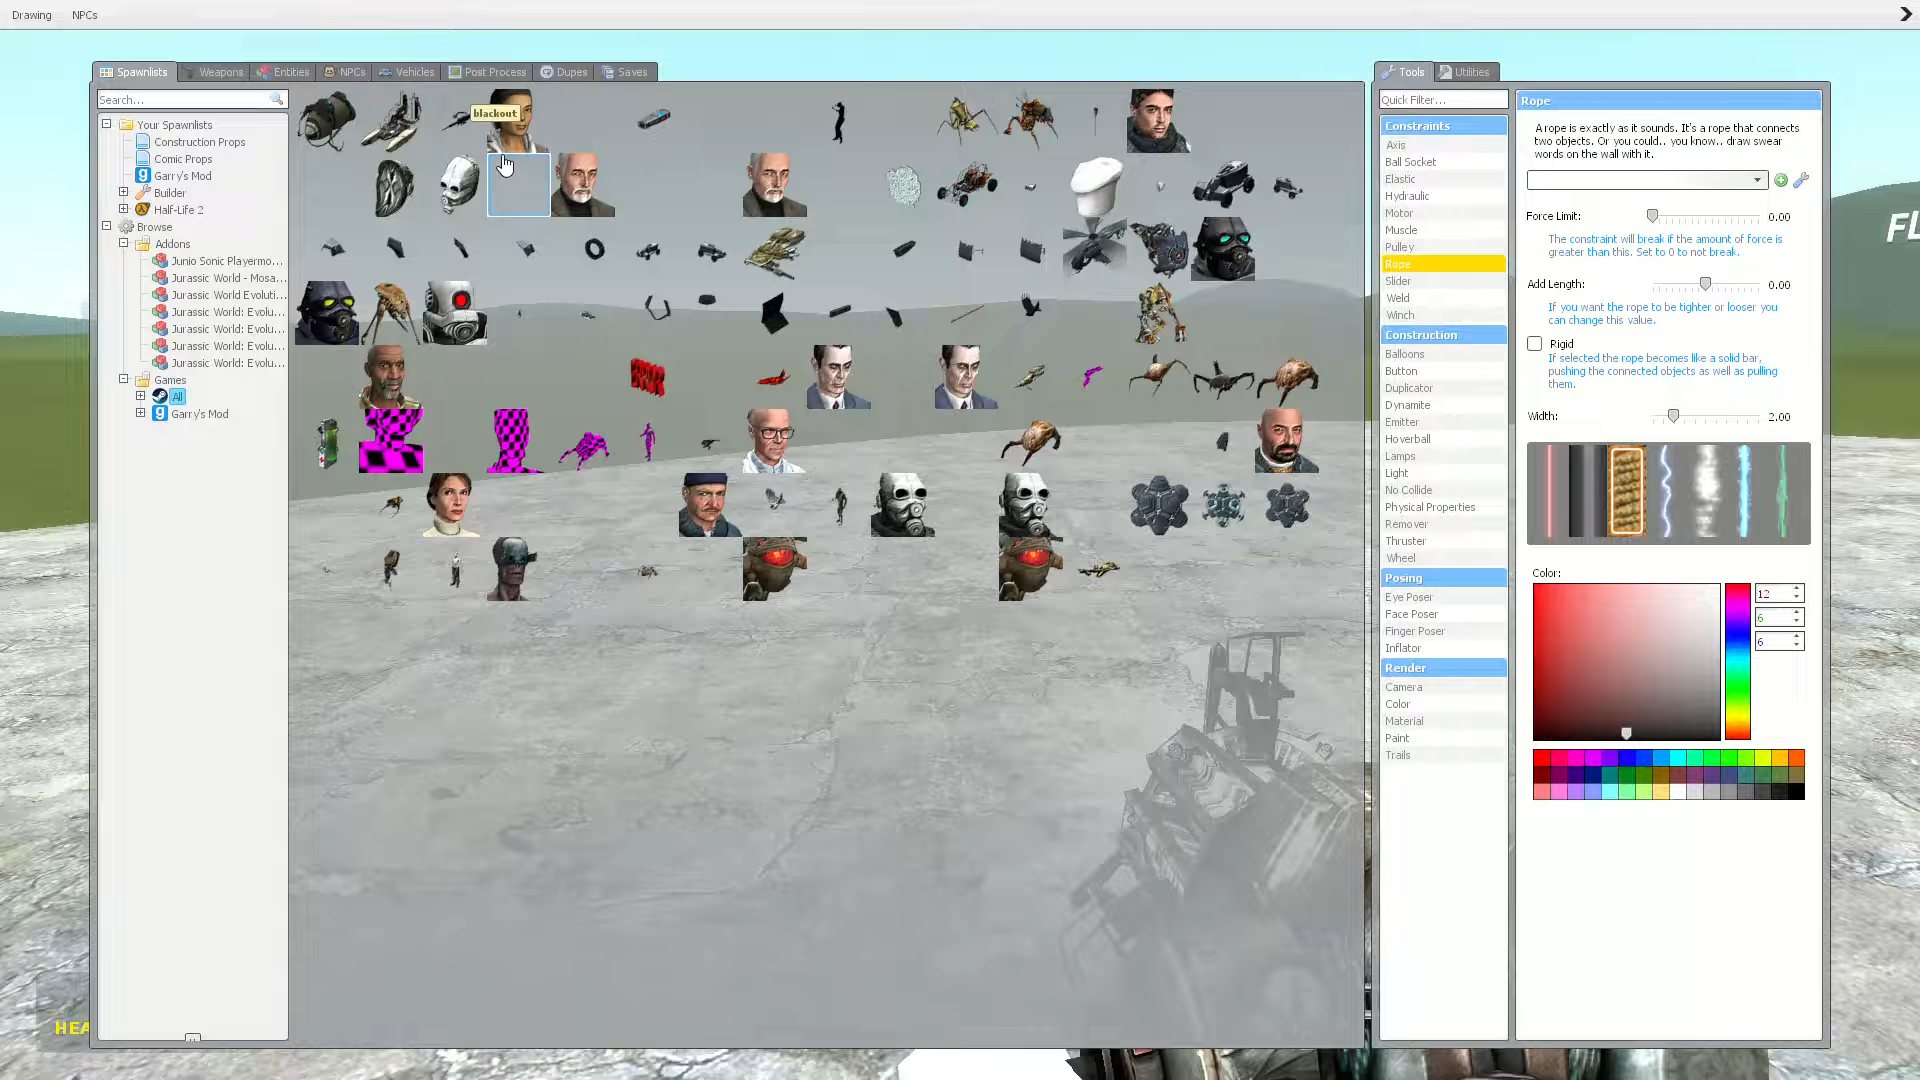 Drawing NPCs
Spawnlists Weapons Entities NPCs Vehicles Post Process Dupes Saves
Search...
Your Spawnlists
Construction Props
Comic Props
Garry's Mod
Builder
Half-Life 2
Browse
Addons
Junio Sonic Playermo...
Jurassic World - Mosa...
Jurassic World Evoluti...
Jurassic World: Evolu...
Jurassic World: Evolu...
Jurassic World: Evolu...
Jurassic World: Evolu...
Games
All
Garry's Mod
blackout
HEA
FL
Tools Utilities
Quick Filter...
Constraints
Axis
Ball Socket
Elastic
Hydraulic
Motor
Muscle
Pulley
Rope
Slider
Weld
Winch
Construction
Balloons
Button
Duplicator
Dynamite
Emitter
Hoverball
Lamps
Light
No Collide
Physical Properties
Remover
Thruster
Wheel
Posing
Eye Poser
Face Poser
Finger Poser
Inflator
Render
Camera
Color
Material
Paint
Trails
Rope
A rope is exactly as it sounds. It's a rope that connects
two objects. Or you could.. you know.. draw swear
words on the wall with it.
Force Limit: 0.00
The constraint will break if the amount of force is
greater than this. Set to 0 to not break.
Add Length: 0.00
If you want the rope to be tighter or looser you
can change this value.
Rigid
If selected the rope becomes like a solid bar,
pushing the connected objects as well as pulling
them.
Width: 2.00
Color:
12
6
6